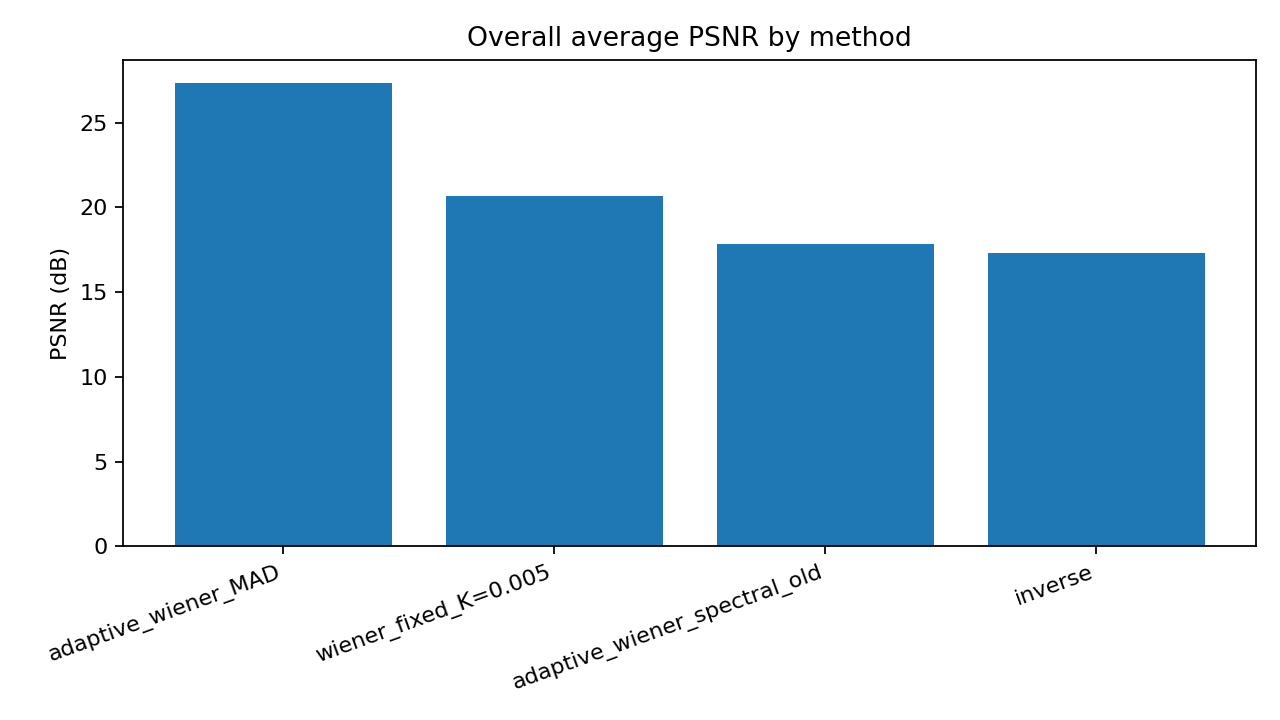 Overall average PSNR by method
PSNR (dB)
25
20
15
10
5
0
adaptive_wiener_MAD
wiener_fixed_K=0.005
adaptive_wiener_spectral_old
inverse